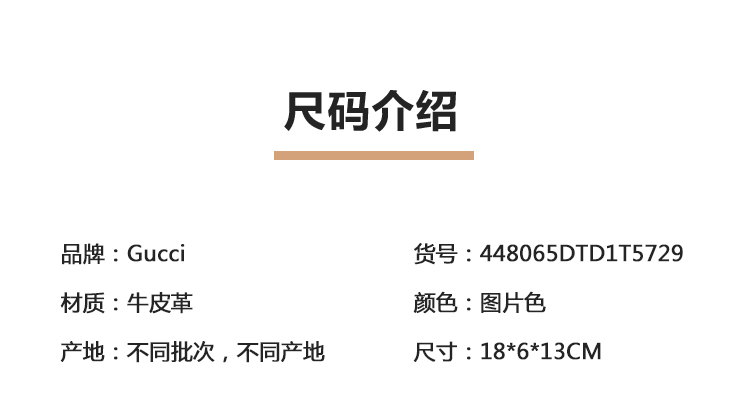 尺码介绍
品牌：Gucci
货号：448065DTD1T5729
材质：牛皮革
颜色：图片色
产地：不同批次，不同产地
尺寸：18*6*13CM